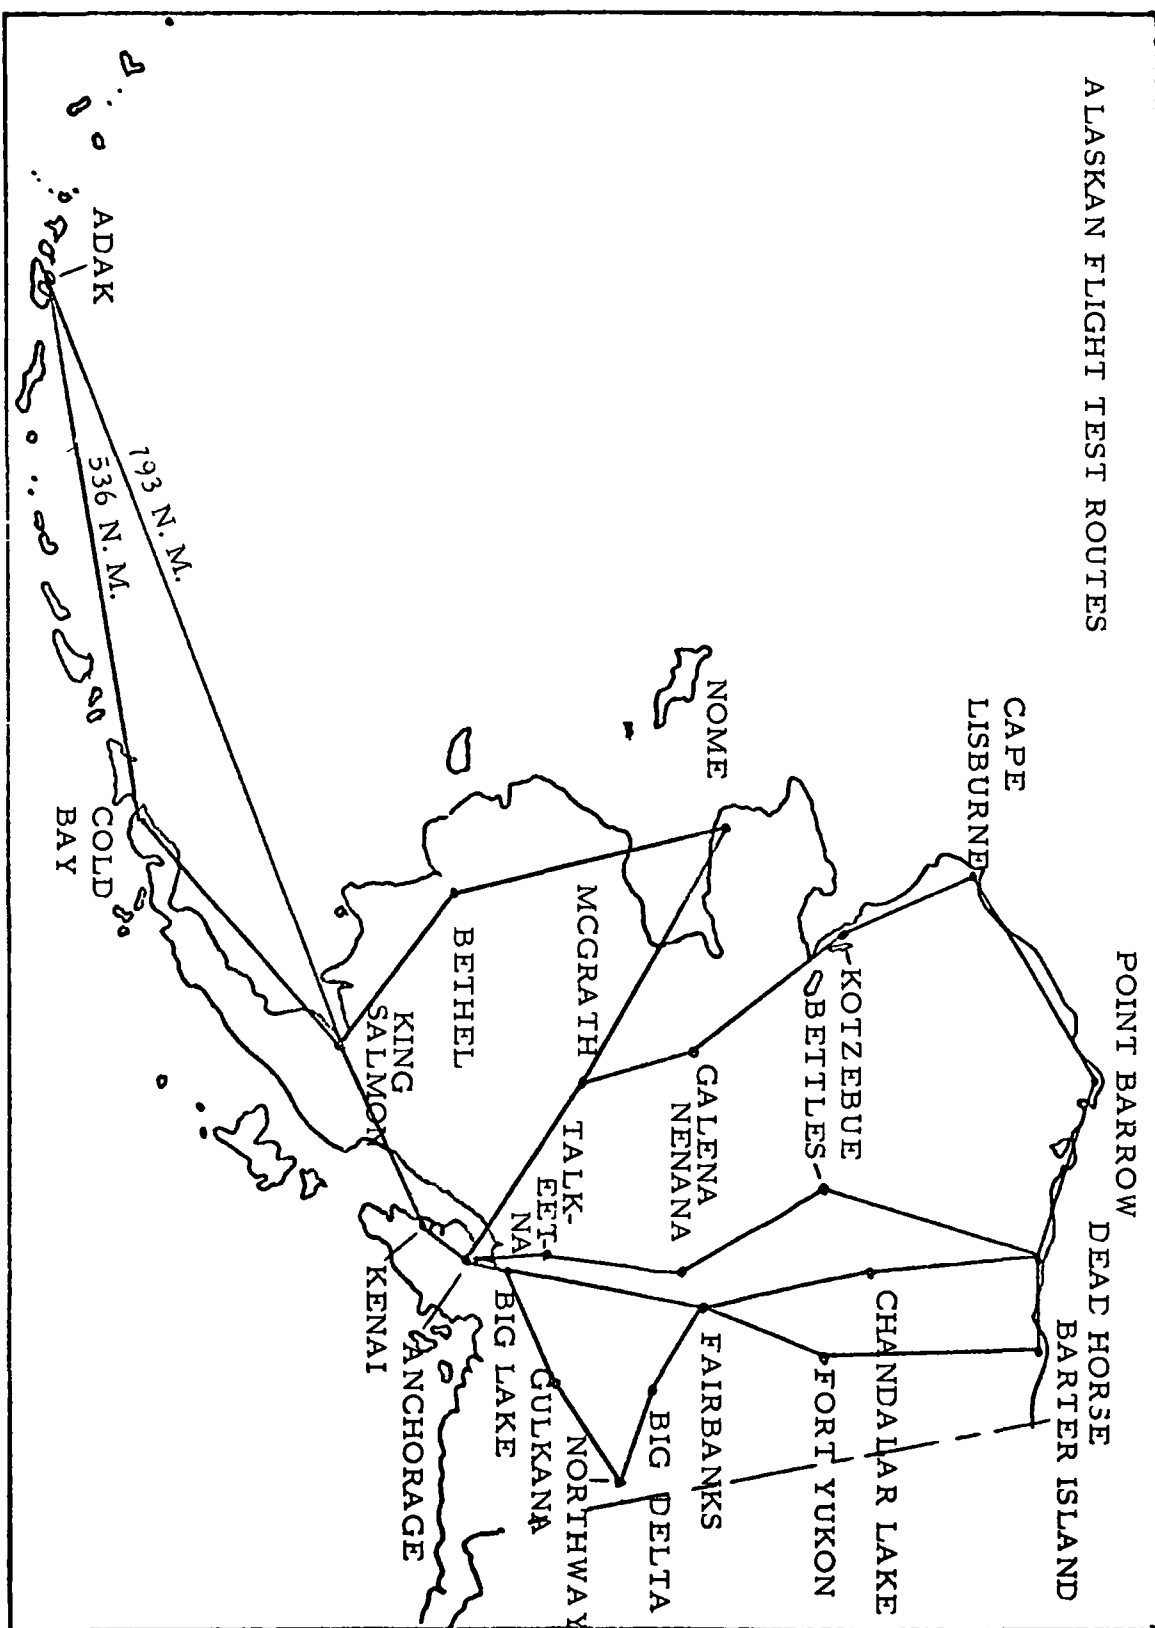 ALASKAN FLIGHT TEST ROUTES
POINT BARROW
DEAD HORSE
BARTER ISLAND
CAPE
LISBURNE
KOTZEBUE
BETTLES
CHANDALAR LAKE
FORT YUKON
NOME
GALENA
NENANA
FAIRBANKS
BIG DELTA
MCGRATH
TALK-
EET-
NA
NORTHWAY
GULKANA
BIG LAKE
BETHEL
KING
SALMON
ANCHORAGE
KENAI
ADAK
793 N. M.
536 N. M.
COLD
BAY